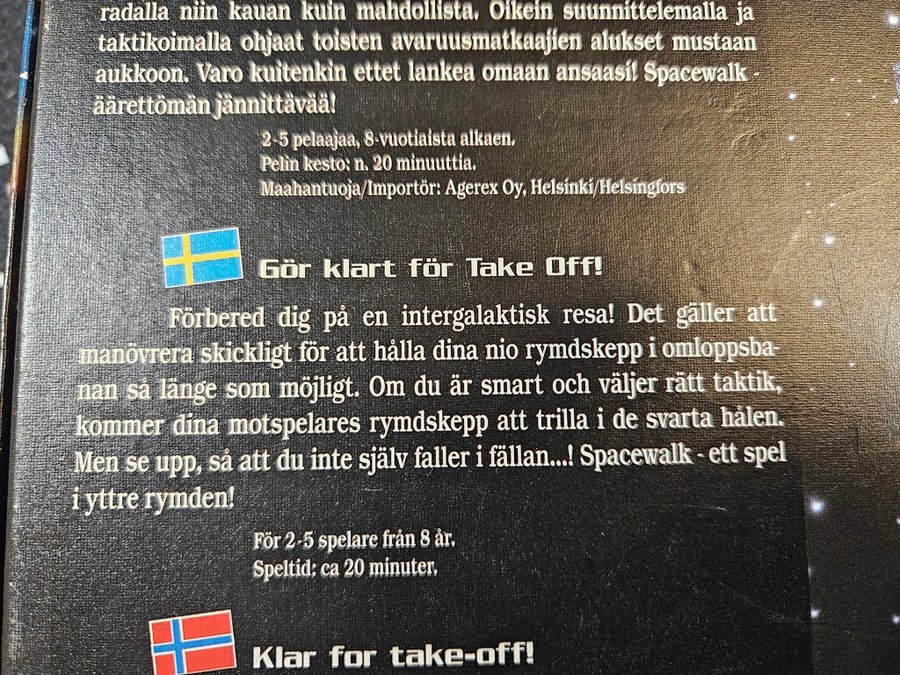 radalla niin kauan kuin mahdollista. Oikein suunnittelemalla ja
taktikoimalla ohjaat toisten avaruusmatkaajien alukset mustaan
aukkoon. Varo kuitenkin ettet lankea omaan ansaasi! Spacewalk -
äärettömän jännittävää!
2-5 pelaajaa, 8-vuotiaista alkaen.
Pelin kesto: n. 20 minuuttia.
Maahantuoja/Importör: Agerex Oy, Helsinki/Helsingfors
Gör klart för Take Off!
Förbered dig på en intergalaktisk resa! Det gäller att
manövrera skickligt för att hålla dina nio rymdskepp i omloppsba-
nan så länge som möjligt. Om du är smart och väljer rätt taktik,
kommer dina motspelares rymdskepp att trilla i de svarta hålen.
Men se upp, så att du inte själv faller i fällan...! Spacewalk - ett spel
i yttre rymden!
För 2-5 spelare från 8 år.
Speltid: ca 20 minuter.
Klar for take-off!